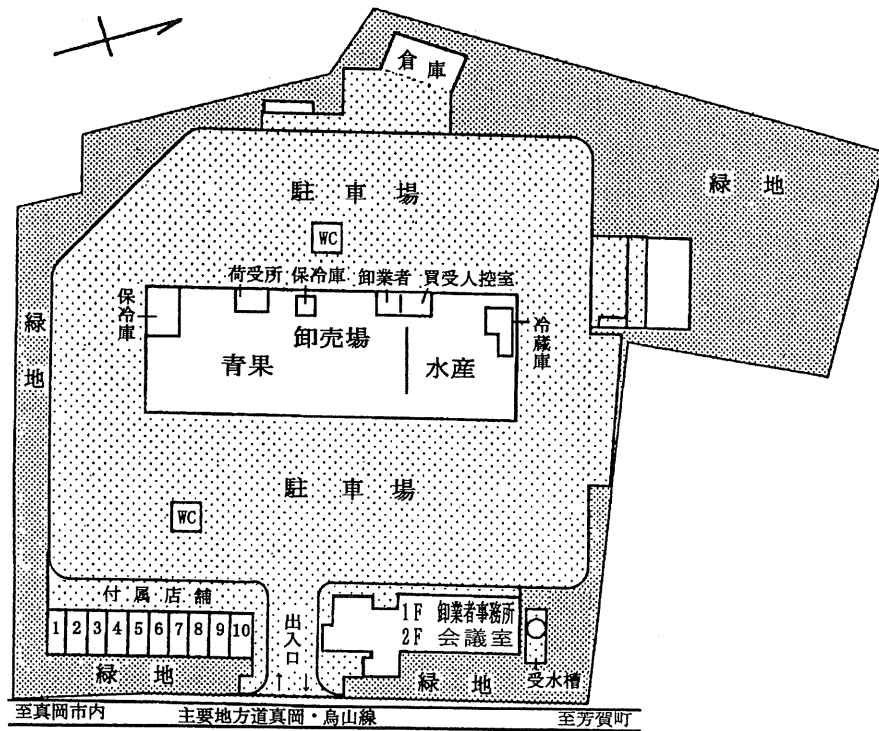 倉庫
緑地
駐車場
WC
荷受所 保冷庫 卸業者 買受人控室
保冷庫
卸売場
冷蔵庫
青果
水産
緑地
駐車場
WC
付属店舗
1 2 3 4 5 6 7 8 9 10
出入口
↑ ↓
1F 卸業者事務所
2F 会議室
受水槽
緑地
緑地
至真岡市内
主要地方道真岡・烏山線
至芳賀町